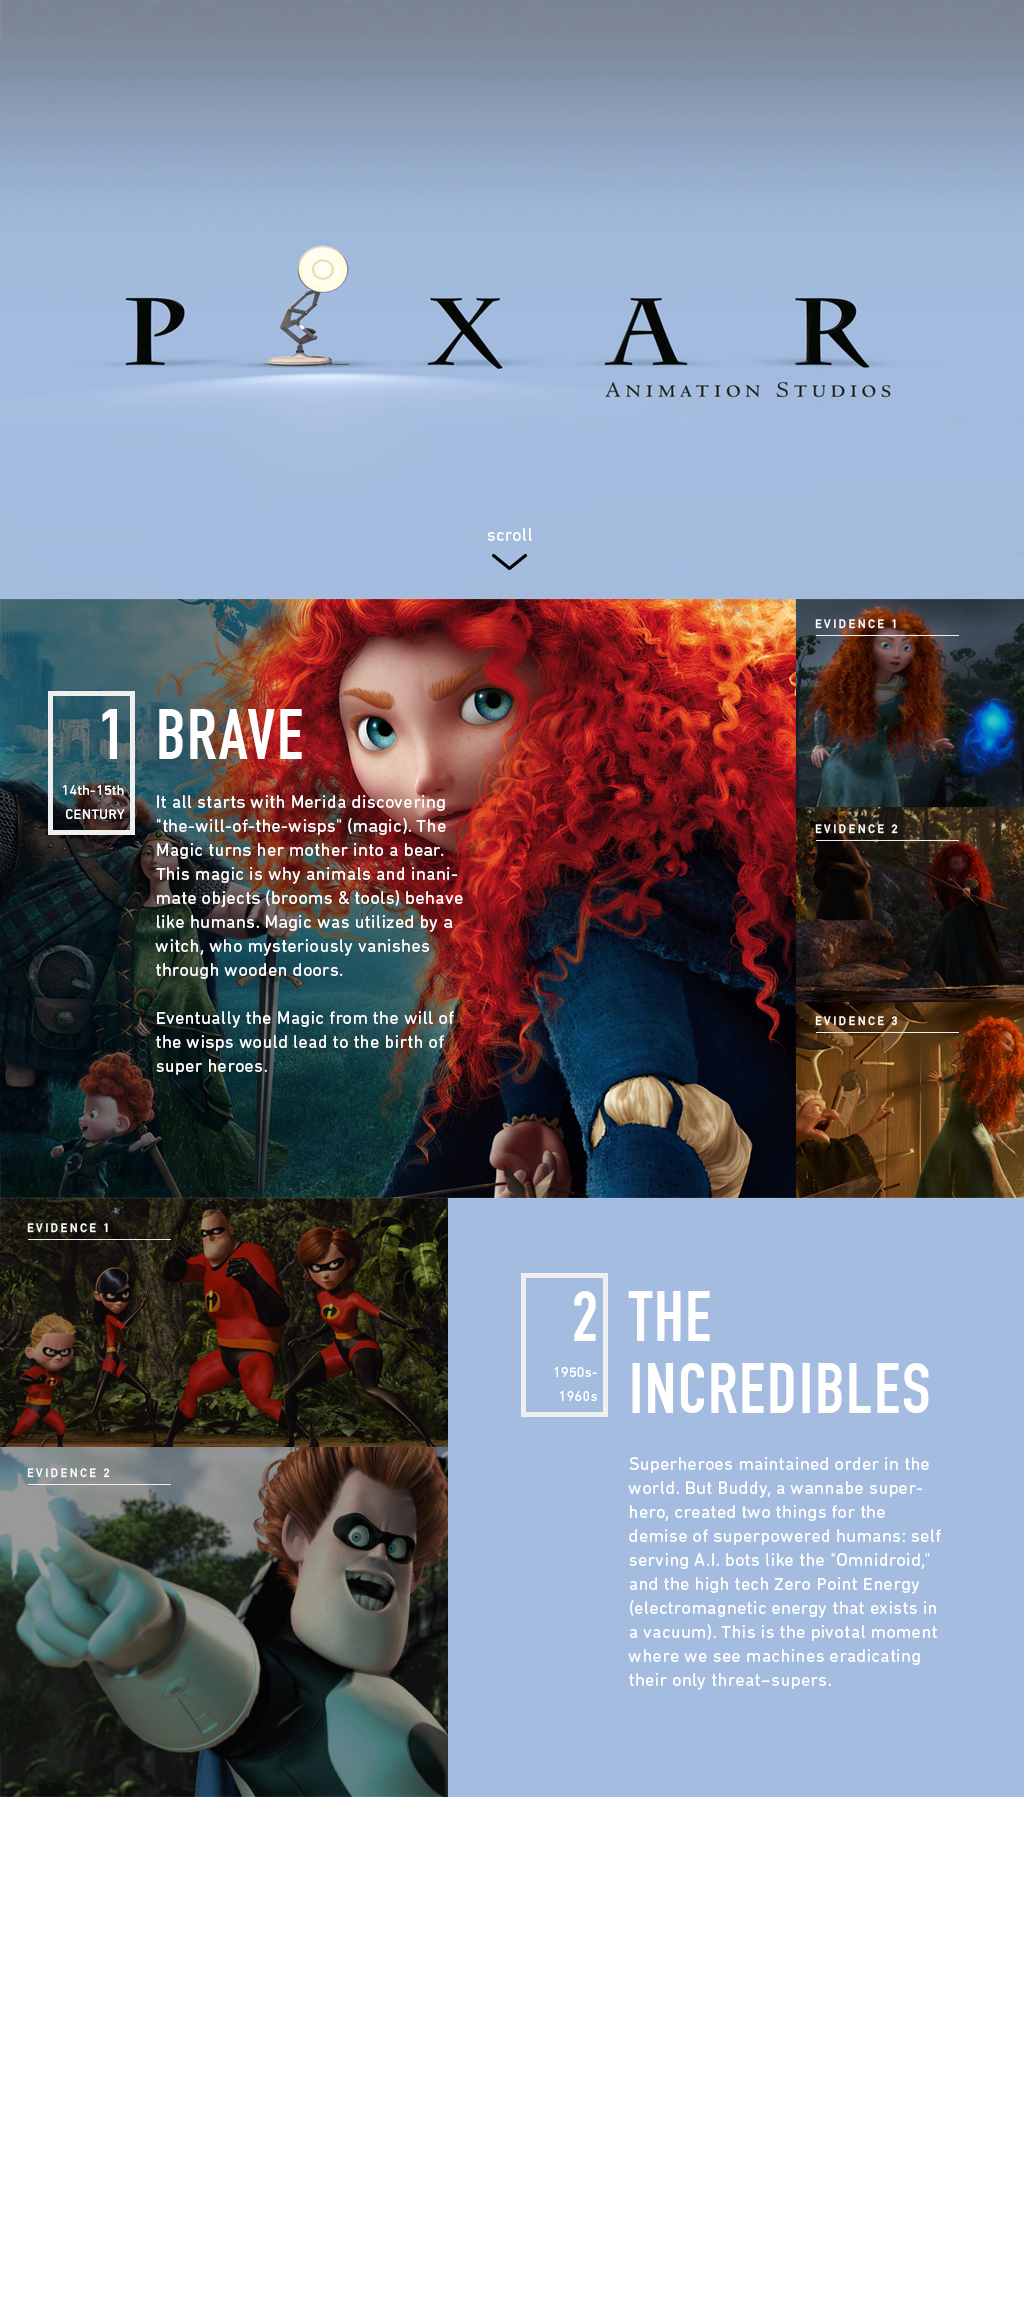 P XAR
ANIMATION STUDIOS
scroll
1
14th-15th
CENTURY
BRAVE
It all starts with Merida discovering
"the-will-of-the-wisps" (magic). The
Magic turns her mother into a bear.
This magic is why animals and inani-
mate objects (brooms & tools) behave
like humans. Magic was utilized by a
witch, who mysteriously vanishes
through wooden doors.
Eventually the Magic from the will of
the wisps would lead to the birth of
super heroes.
EVIDENCE 1
EVIDENCE 2
EVIDENCE 3
EVIDENCE 1
EVIDENCE 2
2
1950s-
1960s
THE
INCREDIBLES
Superheroes maintained order in the
world. But Buddy, a wannabe super-
hero, created two things for the
demise of superpowered humans: self
serving A.I. bots like the "Omnidroid,"
and the high tech Zero Point Energy
(electromagnetic energy that exists in
a vacuum). This is the pivotal moment
where we see machines eradicating
their only threat–supers.